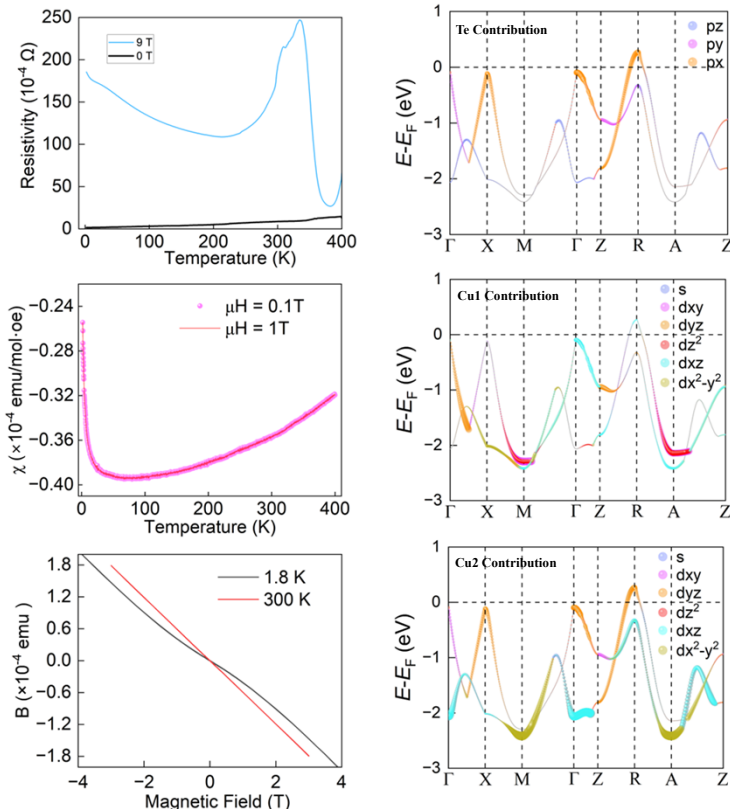 Resistivity (10⁻⁴ Ω)
250
200
150
100
50
0
9 T
0 T
0 100 200 300 400
Temperature (K)
Te Contribution
pz
py
px
E-E_F (eV)
0
−1
−2
−3
Γ X M Γ Z R A Z
χ (×10⁻⁴ emu/mol·oe)
−0.24
−0.28
−0.32
−0.36
−0.40
μH = 0.1T
μH = 1T
0 100 200 300 400
Temperature (K)
Cu1 Contribution
s
dxy
dyz
dz²
dxz
dx²-y²
E-E_F (eV)
1
0
−1
−2
−3
Γ X M Γ Z R A Z
B (×10⁻⁴ emu )
1.8
1.2
0.6
0.0
−0.6
−1.2
−1.8
1.8 K
300 K
−4 −2 0 2 4
Magnetic Field (T)
Cu2 Contribution
s
dxy
dyz
dz²
dxz
dx²-y²
E-E_F (eV)
1
0
−1
−2
−3
Γ X M Γ Z R A Z